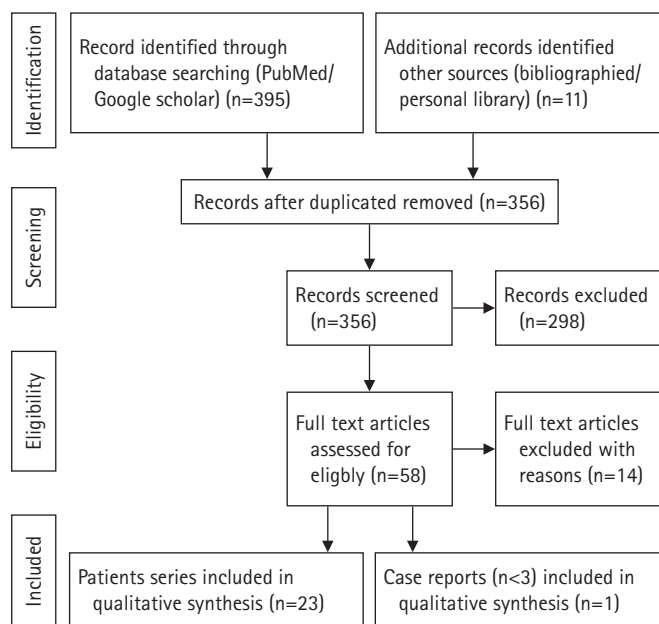 Identification
Record identified through
database searching (PubMed/
Google scholar) (n=395)
Additional records identified
other sources (bibliographied/
personal library) (n=11)
Screening
Records after duplicated removed (n=356)
Records screened
(n=356)
Records excluded
(n=298)
Eligibility
Full text articles
assessed for
eligbly (n=58)
Full text articles
excluded with
reasons (n=14)
Included
Patients series included in
qualitative synthesis (n=23)
Case reports (n<3) included in
qualitative synthesis (n=1)